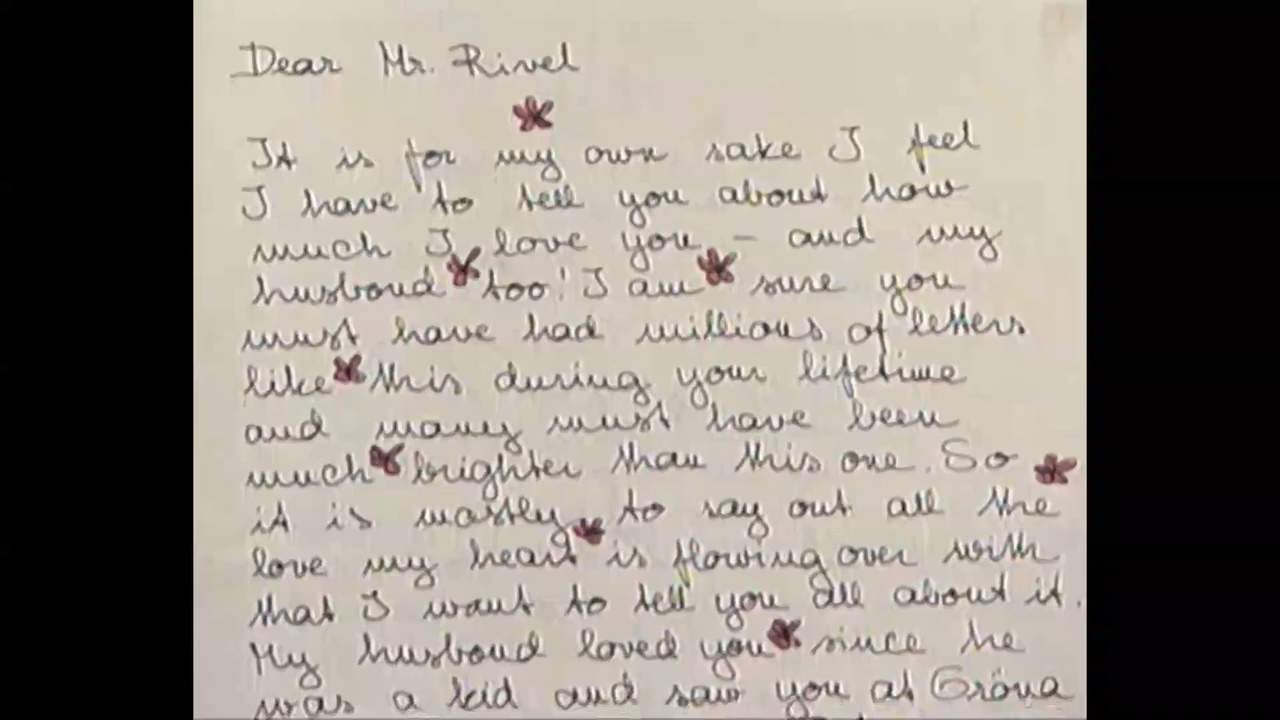 Dear Mr. Rivel
It is for my own sake I feel
I have to tell you about how
much I love you – and my
husband too! I am sure you
must have had millions of letters
like this during your lifetime
and many must have been
much brighter than this one. So
it is mostly to say out all the
love my heart is flowing over with
that I want to tell you all about it.
My husband loved you since he
was a kid and saw you at Gröna